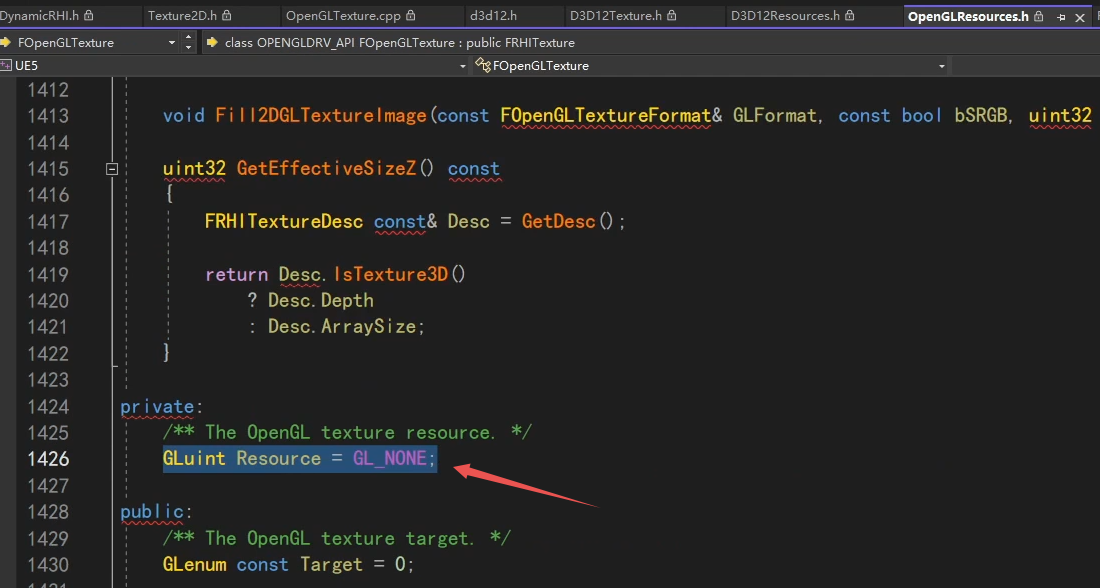 DynamicRHI.h Texture2D.h OpenGLTexture.cpp d3d12.h D3D12Texture.h D3D12Resources.h OpenGLResources.h
FOpenGLTexture class OPENGLDRV_API FOpenGLTexture : public FRHITexture
UE5 FOpenGLTexture
1412
1413 void Fill2DGLTextureImage(const FOpenGLTextureFormat& GLFormat, const bool bSRGB, uint32
1414
1415 uint32 GetEffectiveSizeZ() const
1416 {
1417 FRHITextureDesc const& Desc = GetDesc();
1418
1419 return Desc.IsTexture3D()
1420 ? Desc.Depth
1421 : Desc.ArraySize;
1422 }
1423
1424 private:
1425 /** The OpenGL texture resource. */
1426 GLuint Resource = GL_NONE;
1427
1428 public:
1429 /** The OpenGL texture target. */
1430 GLenum const Target = 0;